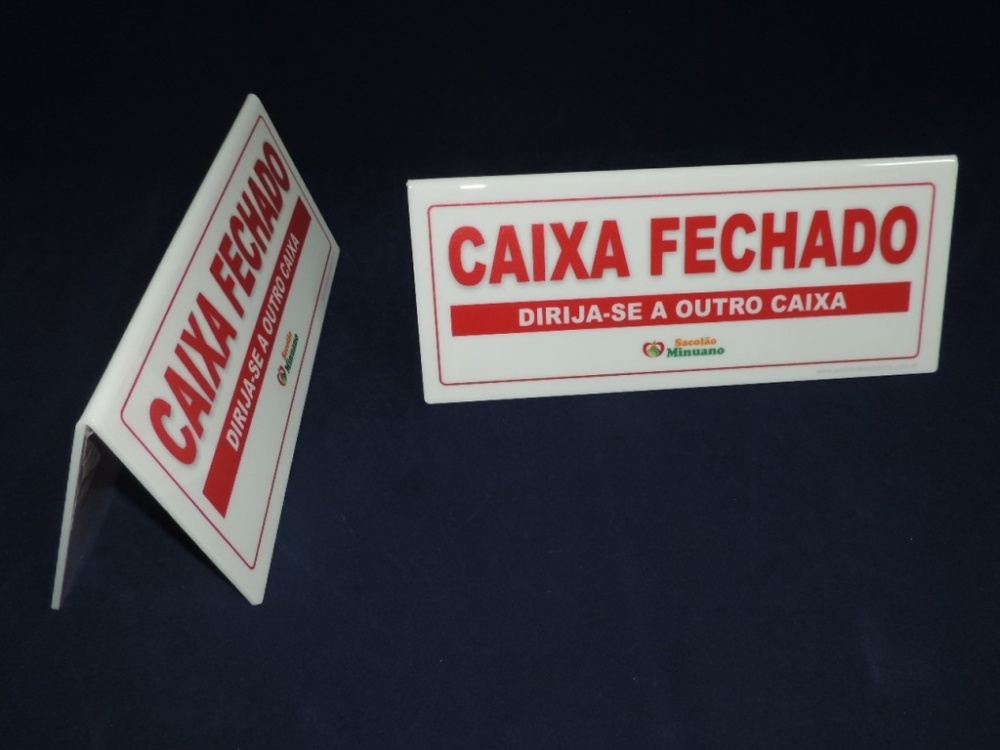 CAIXA FECHADO
DIRIJA-SE A OUTRO CAIXA
Sacolão
Minuano
CAIXA FECHADO
DIRIJA-SE A OUTRO CAIXA
Sacolão
Minuano